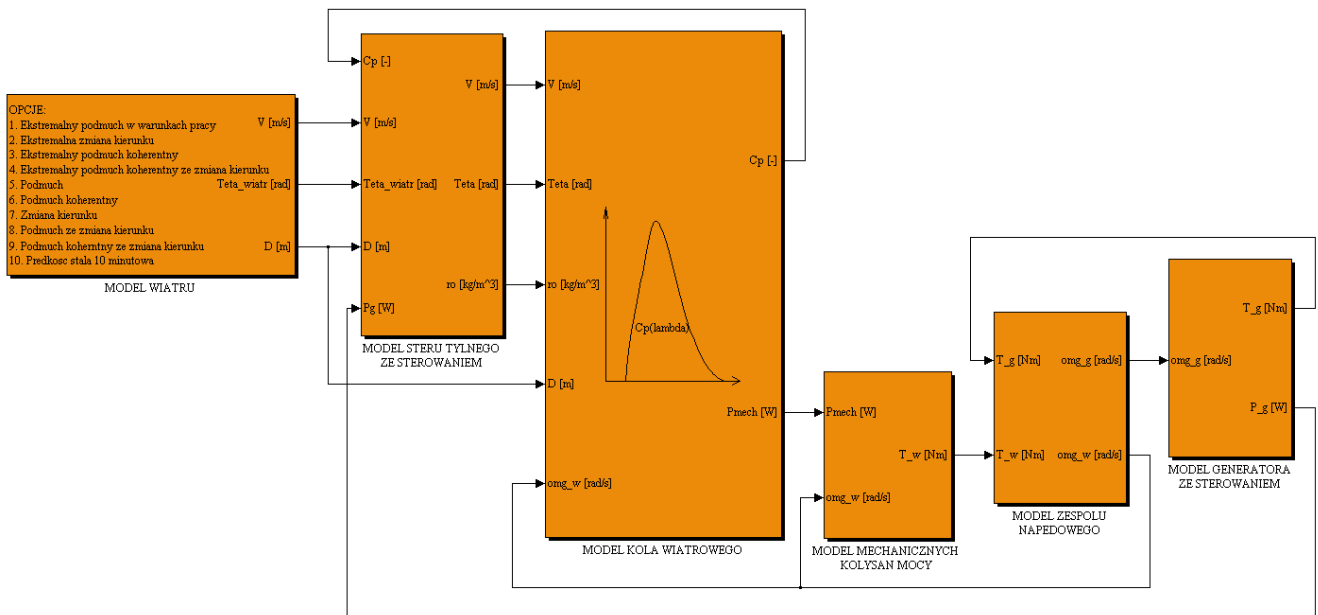 OPCJE:
1. Ekstremalny podmuch w warunkach pracy
2. Ekstremalna zmiana kierunku
3. Ekstremalny podmuch koherentny
4. Ekstremalny podmuch koherentny ze zmiana kierunku
5. Podmuch
6. Podmuch koherentny
7. Zmiana kierunku
8. Podmuch ze zmiana kierunku
9. Podmuch koherntny ze zmiana kierunku
10. Predkosc stala 10 minutowa
V [m/s]
Teta_wiatr [rad]
D [m]
MODEL WIATRU
Cp [-]
V [m/s]
Teta_wiatr [rad]
D [m]
Pg [W]
V [m/s]
Teta [rad]
ro [kg/m^3]
MODEL STERU TYLNEGO
ZE STEROWANIEM
V [m/s]
Teta [rad]
ro [kg/m^3]
D [m]
omg_w [rad/s]
Cp(lambda)
Cp [-]
Pmech [W]
MODEL KOLA WIATROWEGO
Pmech [W]
omg_w [rad/s]
T_w [Nm]
MODEL MECHANICZNYCH
KOLYSAN MOCY
T_g [Nm]
T_w [Nm]
omg_g [rad/s]
omg_w [rad/s]
MODEL ZESPOLU
NAPEDOWEGO
omg_g [rad/s]
T_g [Nm]
P_g [W]
MODEL GENERATORA
ZE STEROWANIEM